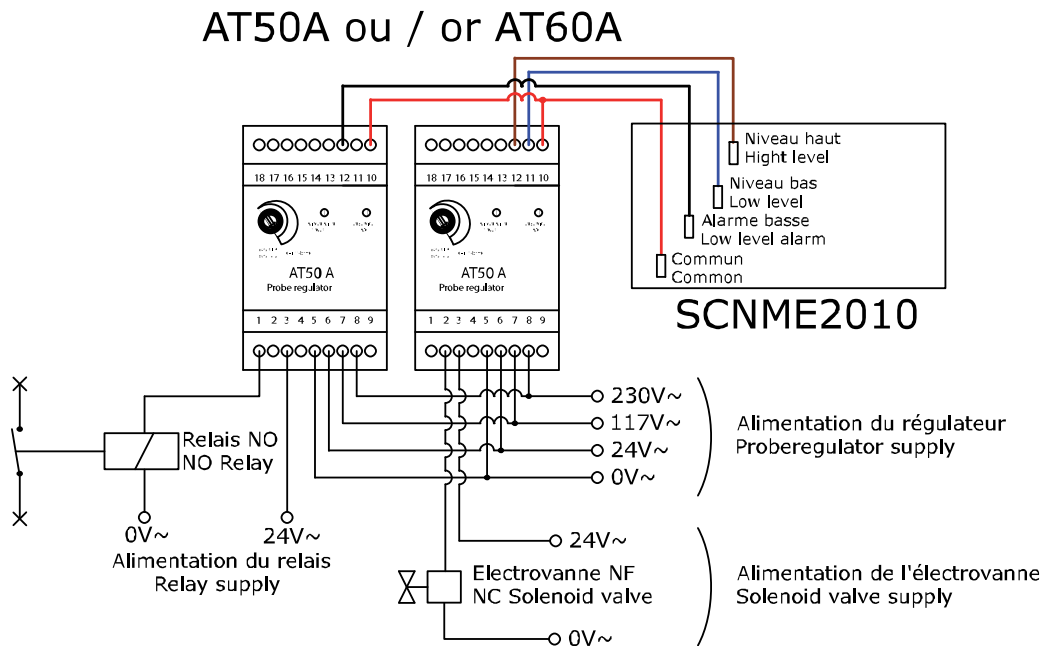 AT50A ou / or AT60A
Niveau haut
Hight level
Niveau bas
Low level
Alarme basse
Low level alarm
Commun
Common
SCNME2010
18 17 16 15 14 13 12 11 10
18 17 16 15 14 13 12 11 10
AT50 A
Probe regulator
AT50 A
Probe regulator
1 2 3 4 5 6 7 8 9
1 2 3 4 5 6 7 8 9
230V~
117V~
24V~
0V~
Alimentation du régulateur
Proberegulator supply
Relais NO
NO Relay
0V~
24V~
Alimentation du relais
Relay supply
24V~
Electrovanne NF
NC Solenoid valve
0V~
Alimentation de l'électrovanne
Solenoid valve supply